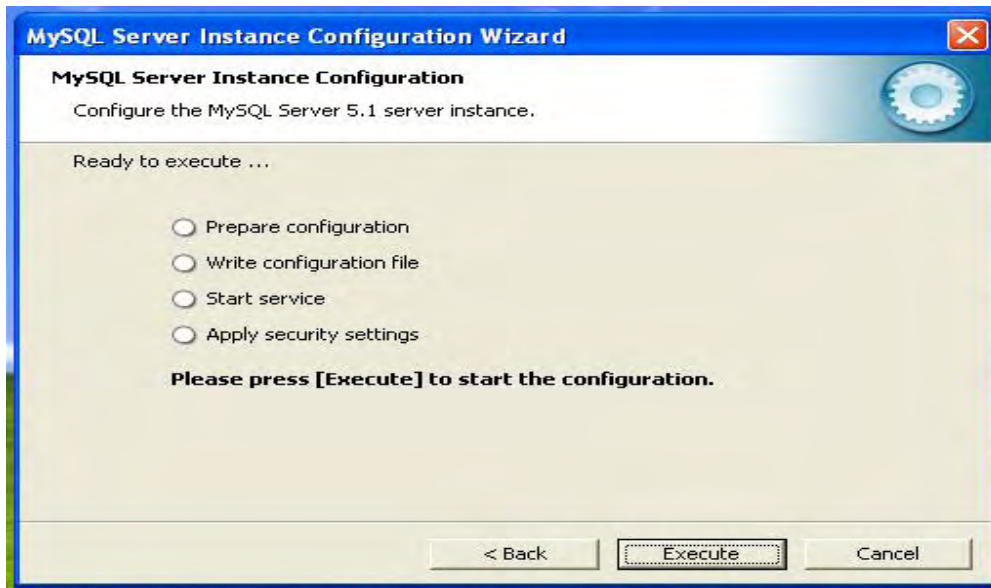 MySQL Server Instance Configuration Wizard
MySQL Server Instance Configuration
Configure the MySQL Server 5.1 server instance.
Ready to execute ...
Prepare configuration
Write configuration file
Start service
Apply security settings
Please press [Execute] to start the configuration.
< Back Execute Cancel